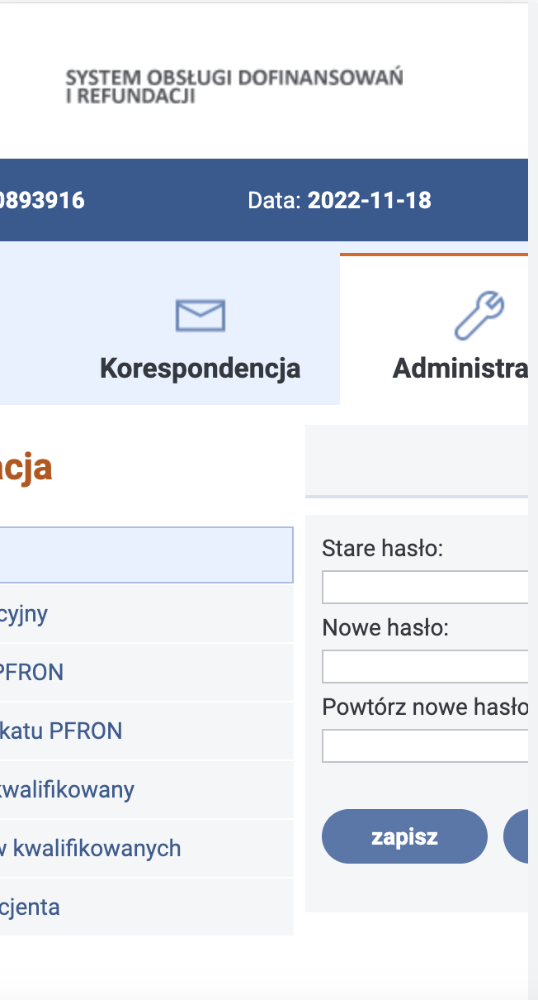 SYSTEM OBSŁUGI DOFINANSOWAŃ
I REFUNDACJI
0893916
Data: 2022-11-18
Korespondencja
Administra
acja
cyjny
PFRON
katu PFRON
kwalifikowany
w kwalifikowanych
cjenta
Stare hasło:
Nowe hasło:
Powtórz nowe hasło
zapisz